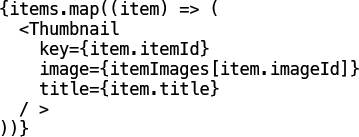 {items.map((item) => (
  <Thumbnail
    key={item.itemId}
    image={itemImages[item.imageId]}
    title={item.title}
  / >
))}